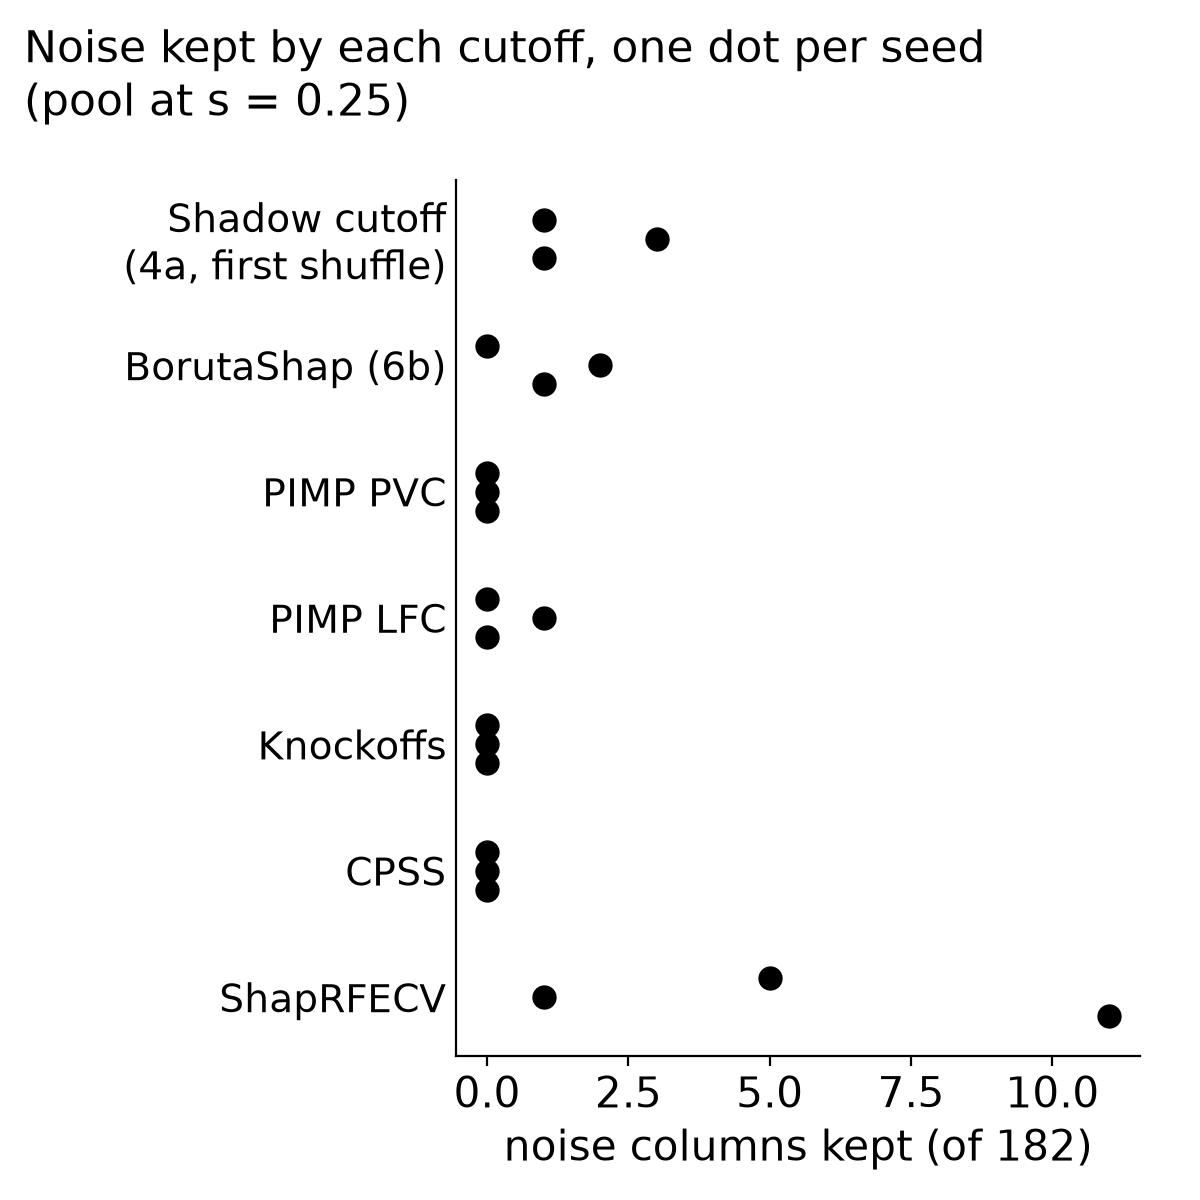 Noise kept by each cutoff, one dot per seed
(pool at s = 0.25)
Shadow cutoff
(4a, first shuffle)
BorutaShap (6b)
PIMP PVC
PIMP LFC
Knockoffs
CPSS
ShapRFECV
0.0 2.5 5.0 7.5 10.0
noise columns kept (of 182)